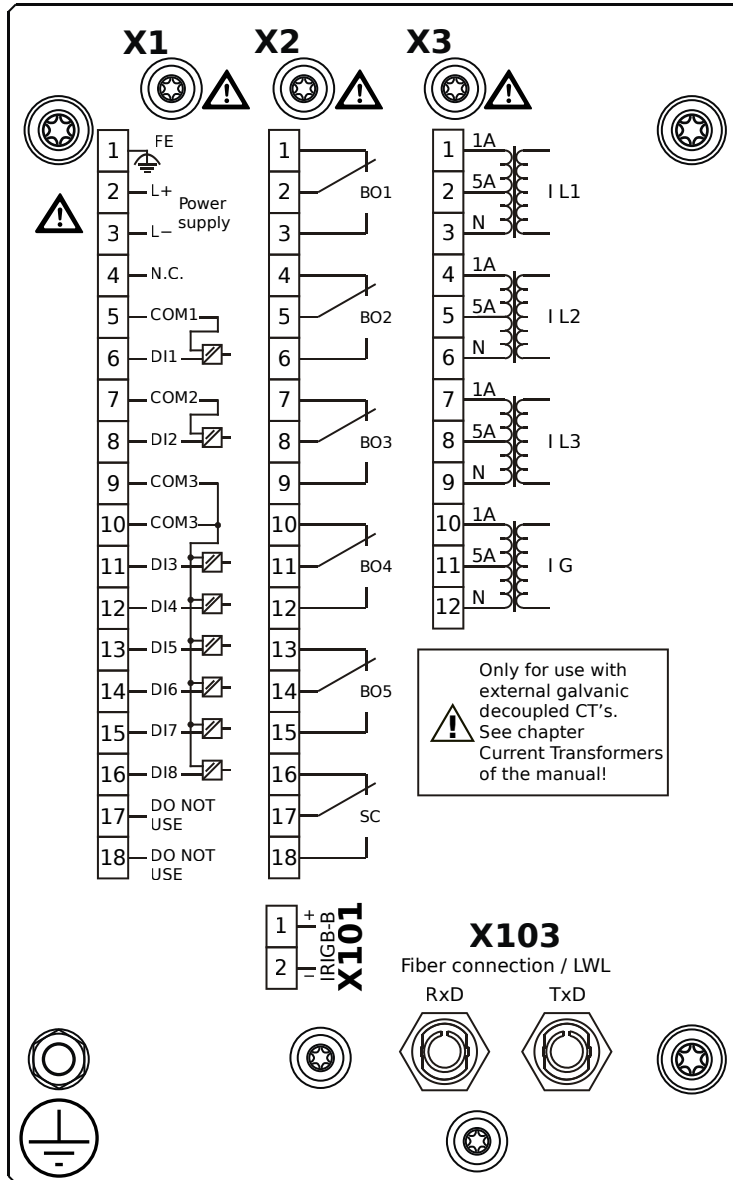 X1
X2
X3
1 FE
2 L+
Power
supply
3 L−
4 N.C.
5 COM1
6 DI1
7 COM2
8 DI2
9 COM3
10 COM3
11 DI3
12 DI4
13 DI5
14 DI6
15 DI7
16 DI8
17 DO NOT
USE
18 DO NOT
USE
1
2 BO1
3
4
5 BO2
6
7
8 BO3
9
10
11 BO4
12
13
14 BO5
15
16
17 SC
18
1 1A
2 5A I L1
3 N
4 1A
5 5A I L2
6 N
7 1A
8 5A I L3
9 N
10 1A
11 5A I G
12 N
Only for use with
external galvanic
decoupled CT's.
See chapter
Current Transformers
of the manual!
1 +
2 −
IRIGB-B
X101
X103
Fiber connection / LWL
RxD
TxD